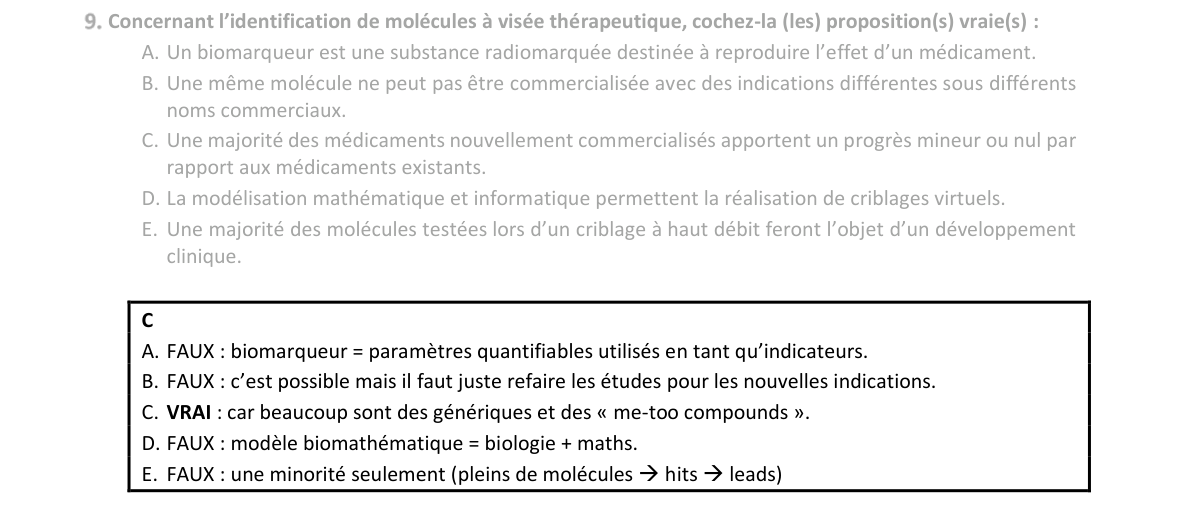 9. Concernant l’identification de molécules à visée thérapeutique, cochez-la (les) proposition(s) vraie(s) :
A. Un biomarqueur est une substance radiomarquée destinée à reproduire l’effet d’un médicament.
B. Une même molécule ne peut pas être commercialisée avec des indications différentes sous différents
noms commerciaux.
C. Une majorité des médicaments nouvellement commercialisés apportent un progrès mineur ou nul par
rapport aux médicaments existants.
D. La modélisation mathématique et informatique permettent la réalisation de criblages virtuels.
E. Une majorité des molécules testées lors d’un criblage à haut débit feront l’objet d’un développement
clinique.
C
A. FAUX : biomarqueur = paramètres quantifiables utilisés en tant qu’indicateurs.
B. FAUX : c’est possible mais il faut juste refaire les études pour les nouvelles indications.
C. VRAI : car beaucoup sont des génériques et des « me-too compounds ».
D. FAUX : modèle biomathématique = biologie + maths.
E. FAUX : une minorité seulement (pleins de molécules → hits → leads)